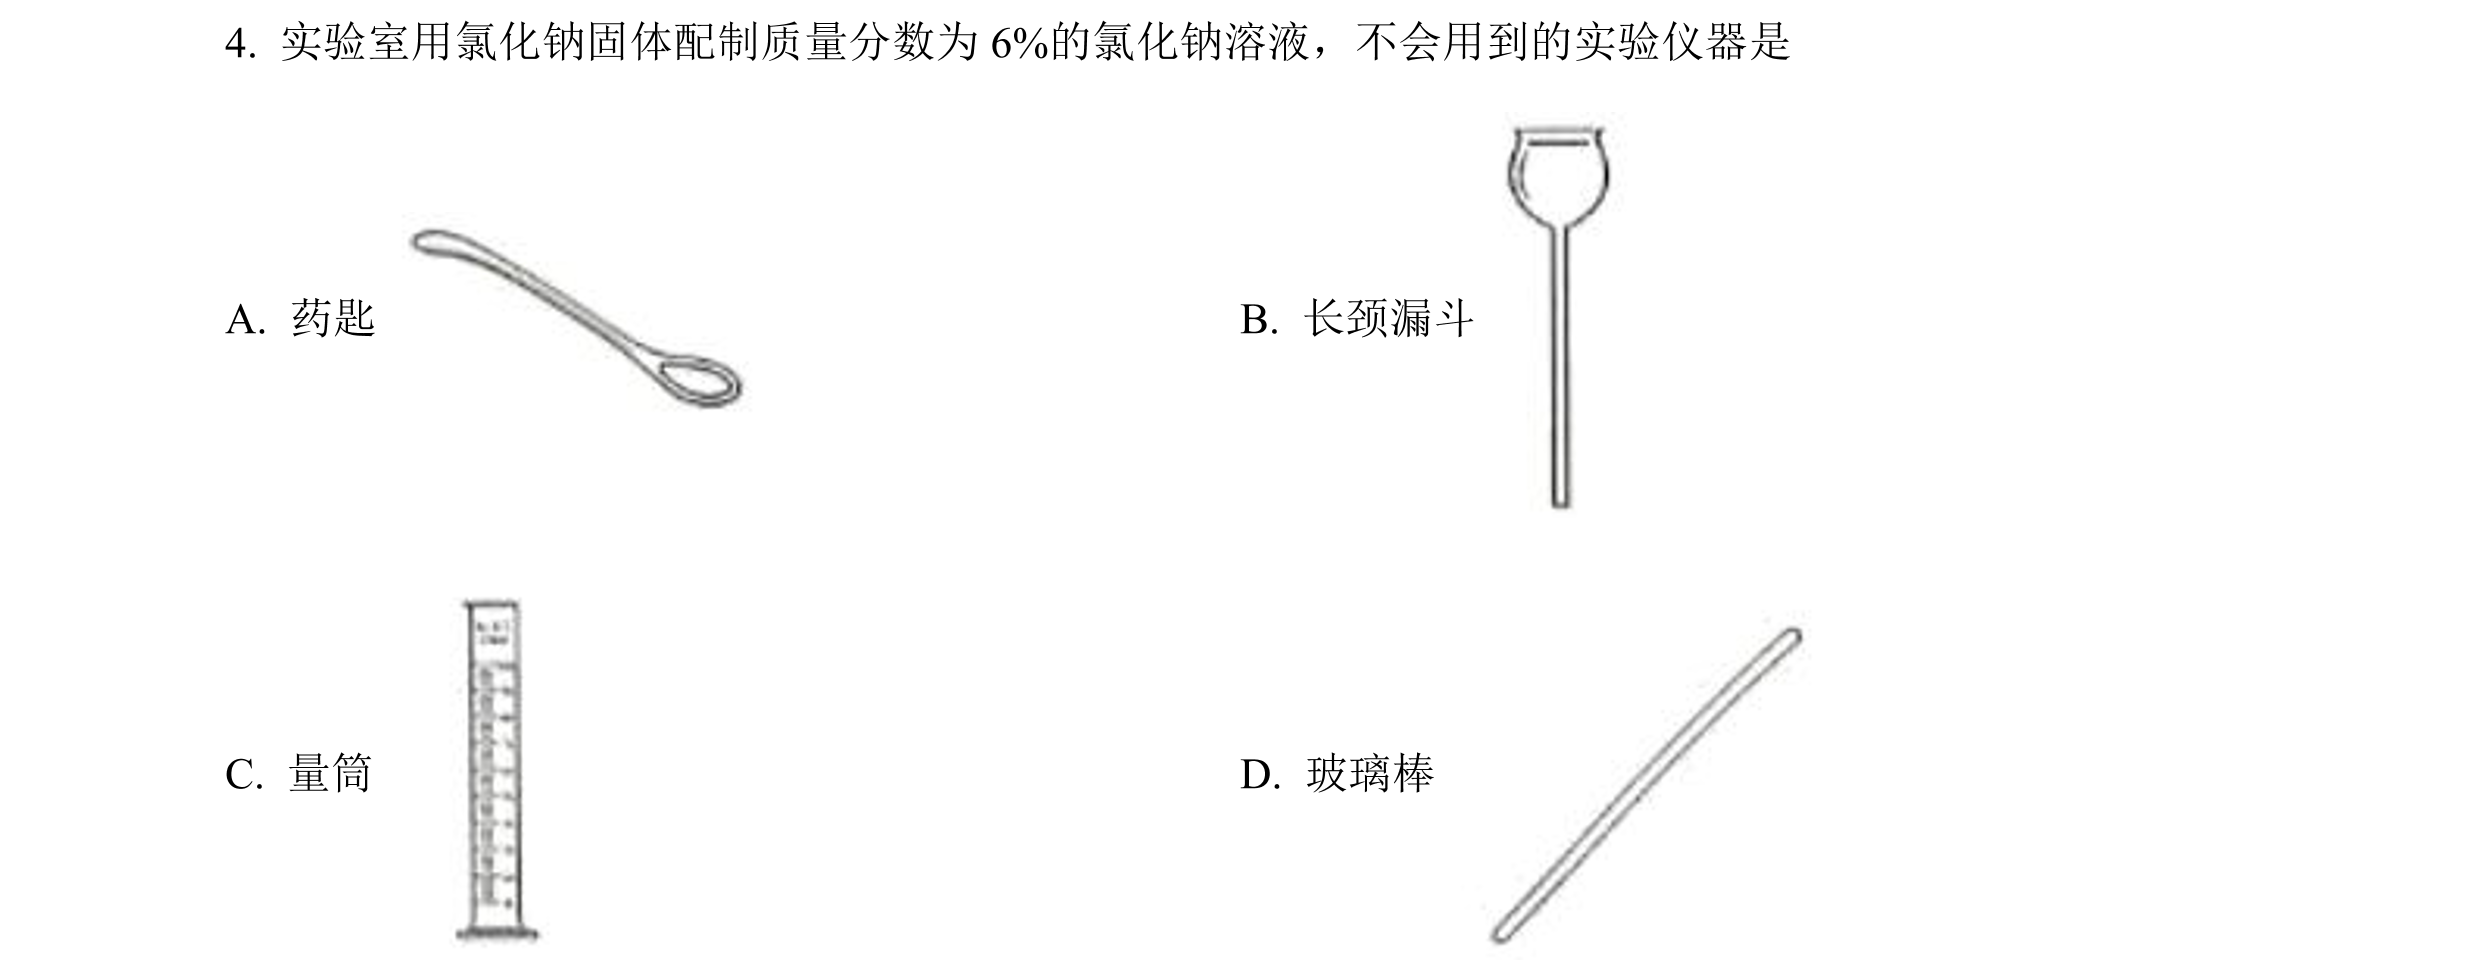 4. 实验室用氯化钠固体配制质量分数为 6%的氯化钠溶液，不会用到的实验仪器是
A. 药匙
B. 长颈漏斗
C. 量筒
D. 玻璃棒